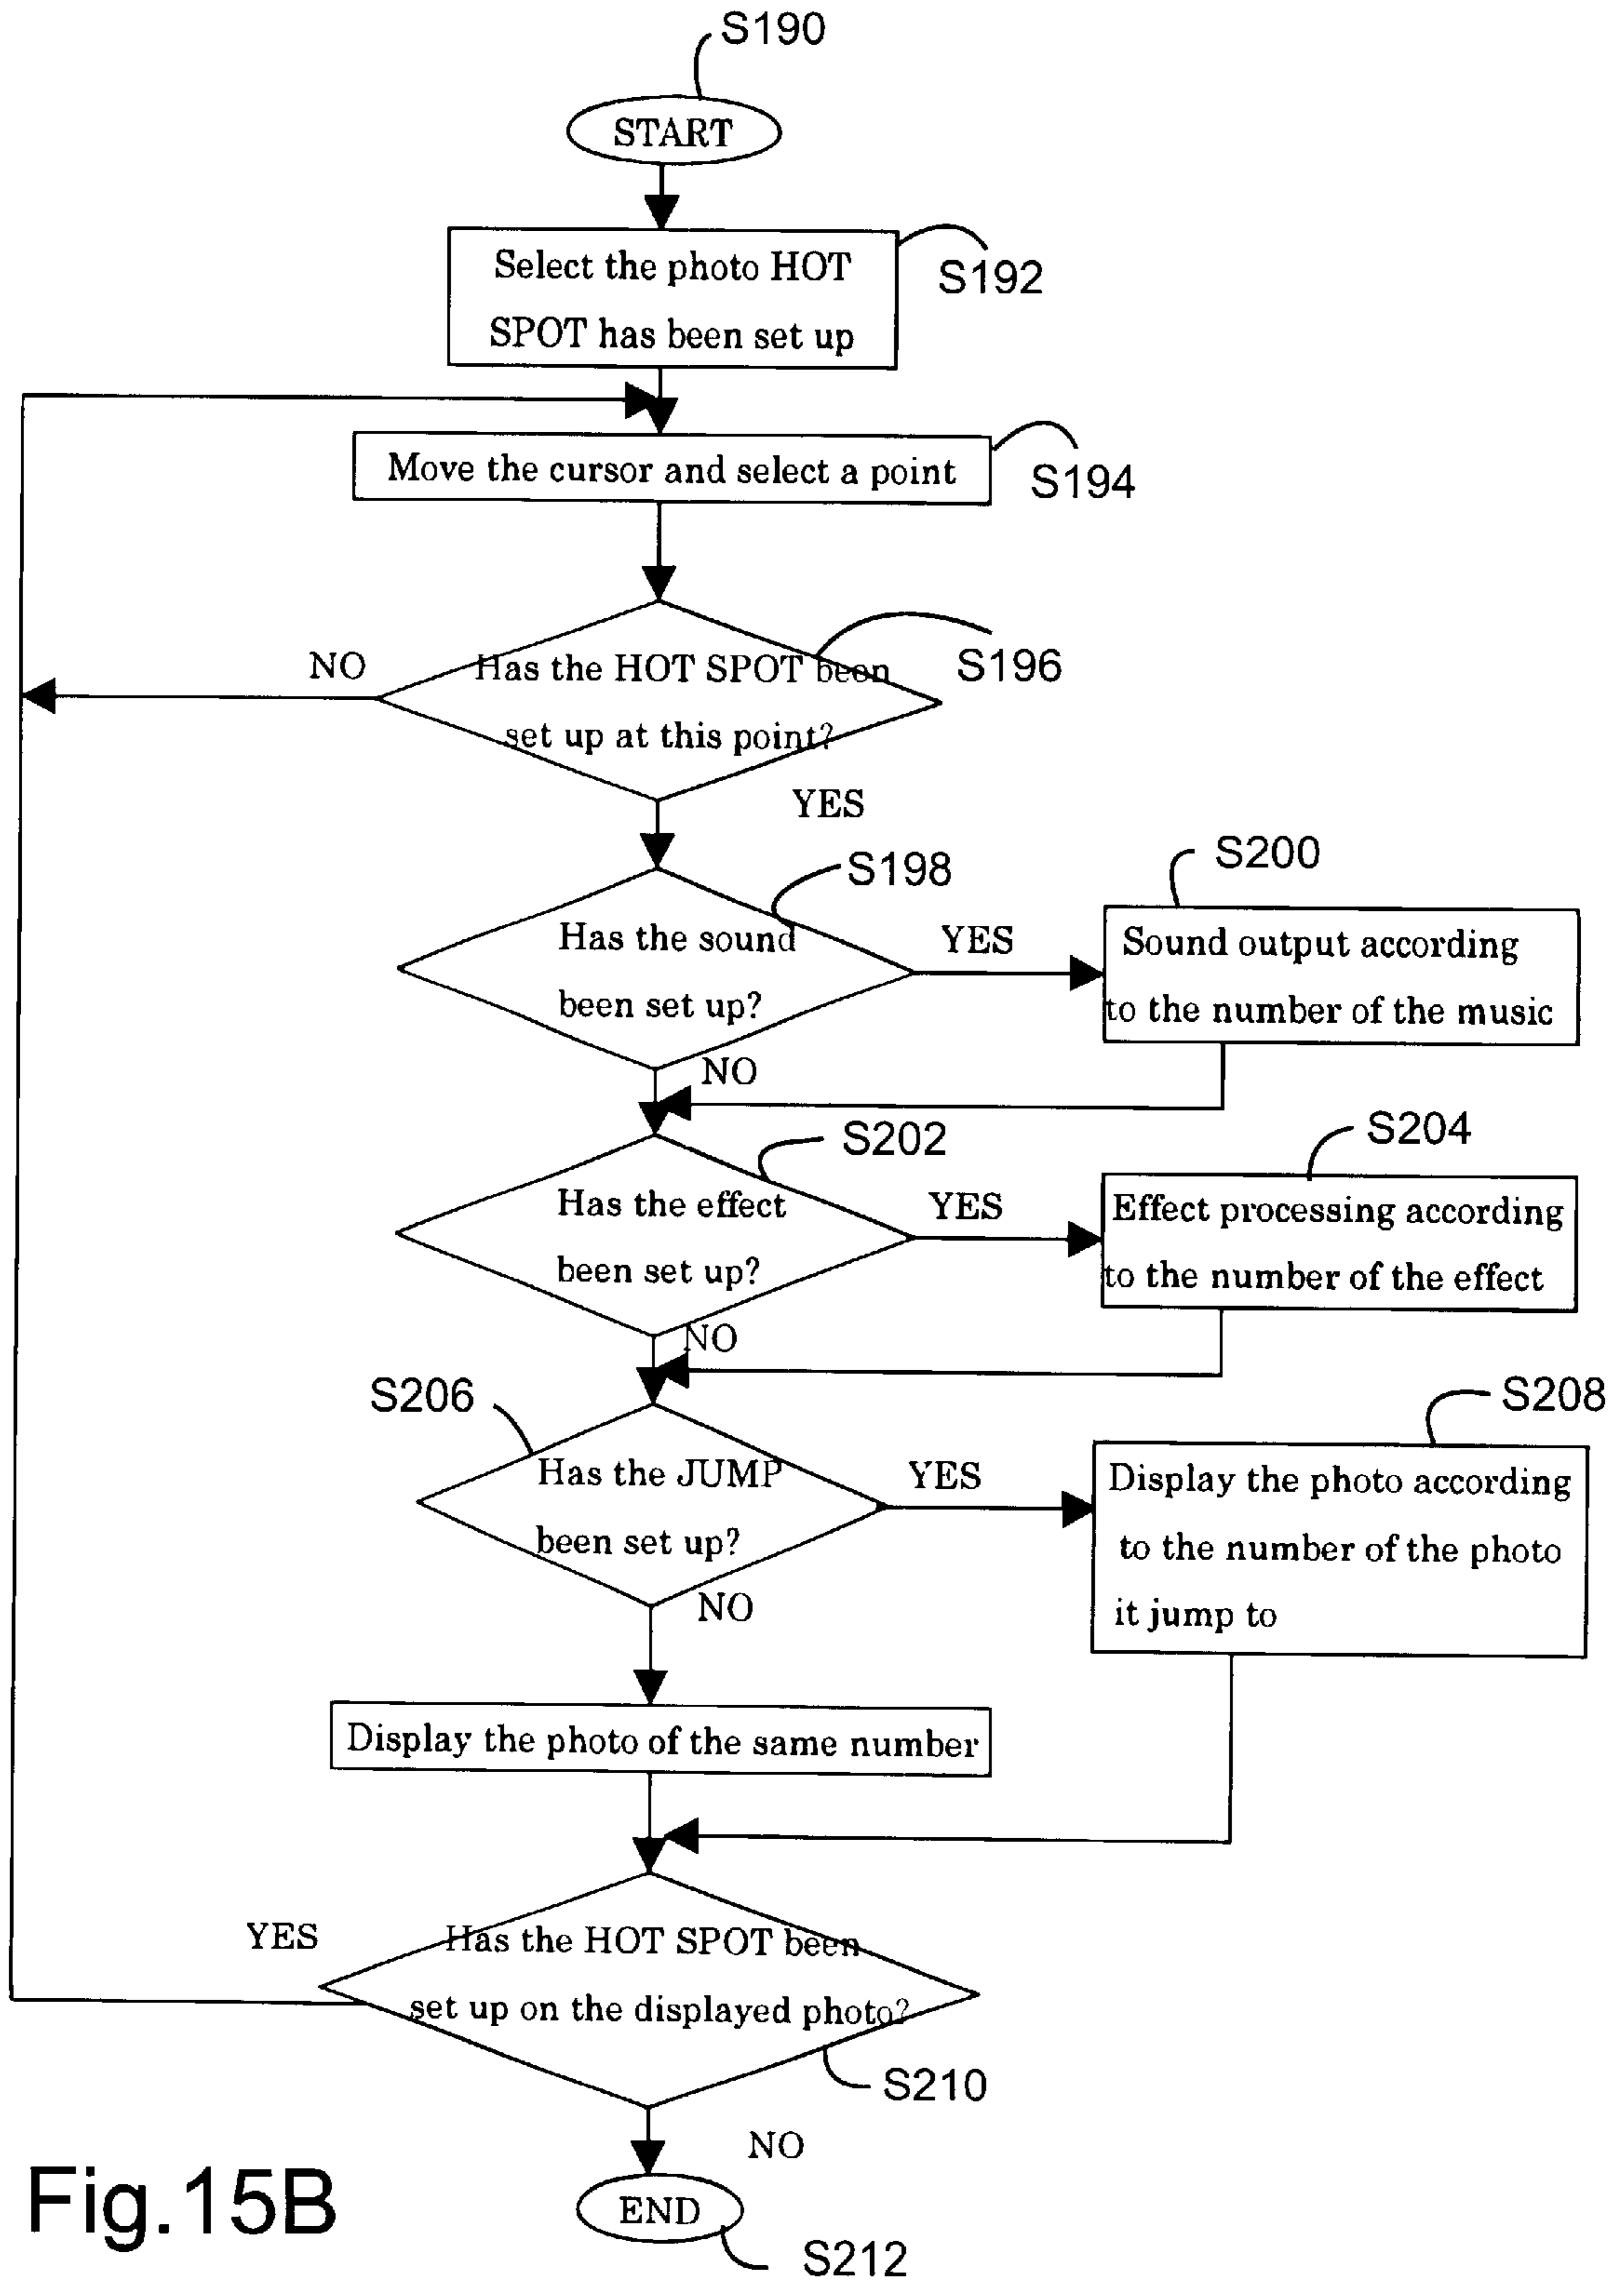 S190
START
Select the photo HOT
SPOT has been set up
S192
Move the cursor and select a point
S194
NO
Has the HOT SPOT been
set up at this point?
S196
YES
S198
Has the sound
been set up?
YES
S200
Sound output according
to the number of the music
NO
S202
Has the effect
been set up?
YES
S204
Effect processing according
to the number of the effect
NO
S206
Has the JUMP
been set up?
YES
S208
Display the photo according
to the number of the photo
it jump to
NO
Display the photo of the same number
YES
Has the HOT SPOT been
set up on the displayed photo?
S210
NO
END
S212
Fig.15B